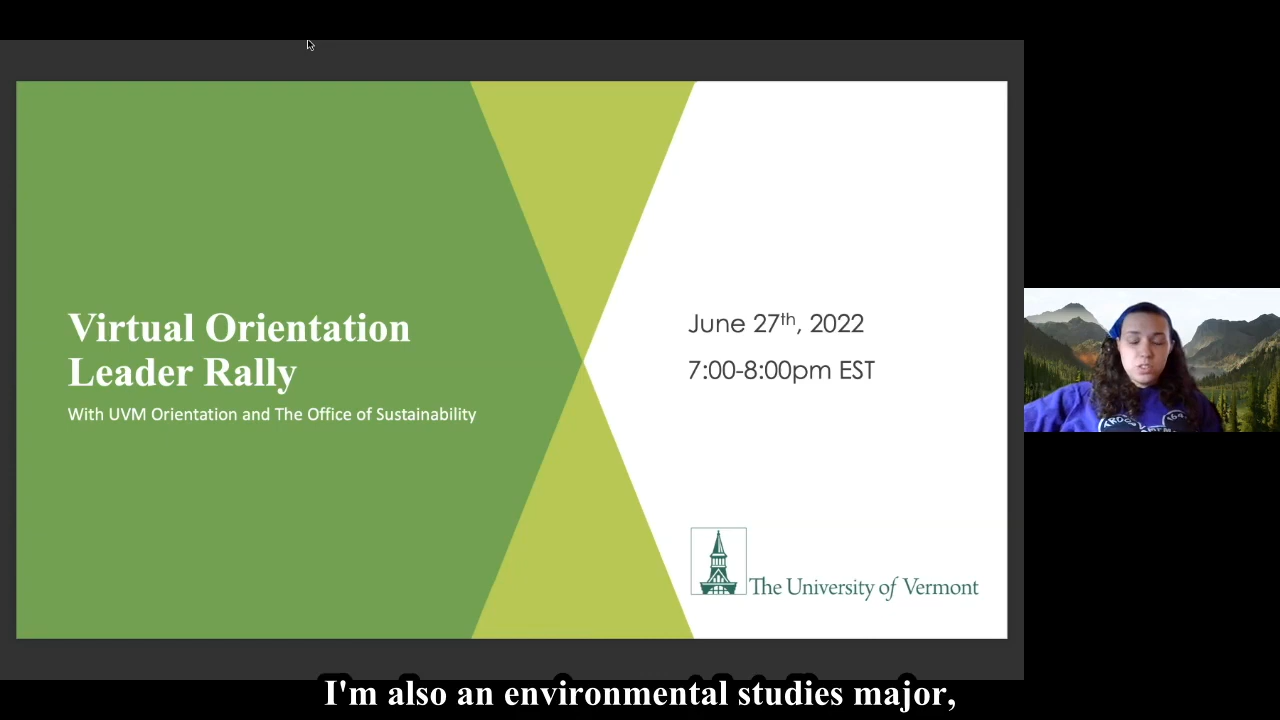 Virtual Orientation
Leader Rally
With UVM Orientation and The Office of Sustainability
June 27th, 2022
7:00-8:00pm EST
The University of Vermont
I'm also an environmental studies major,